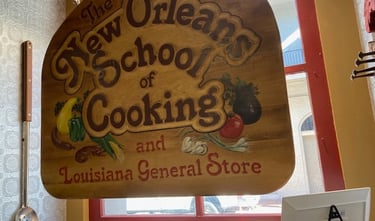 The
New Orleans
School
of
Cooking
and
Louisiana General Store
A